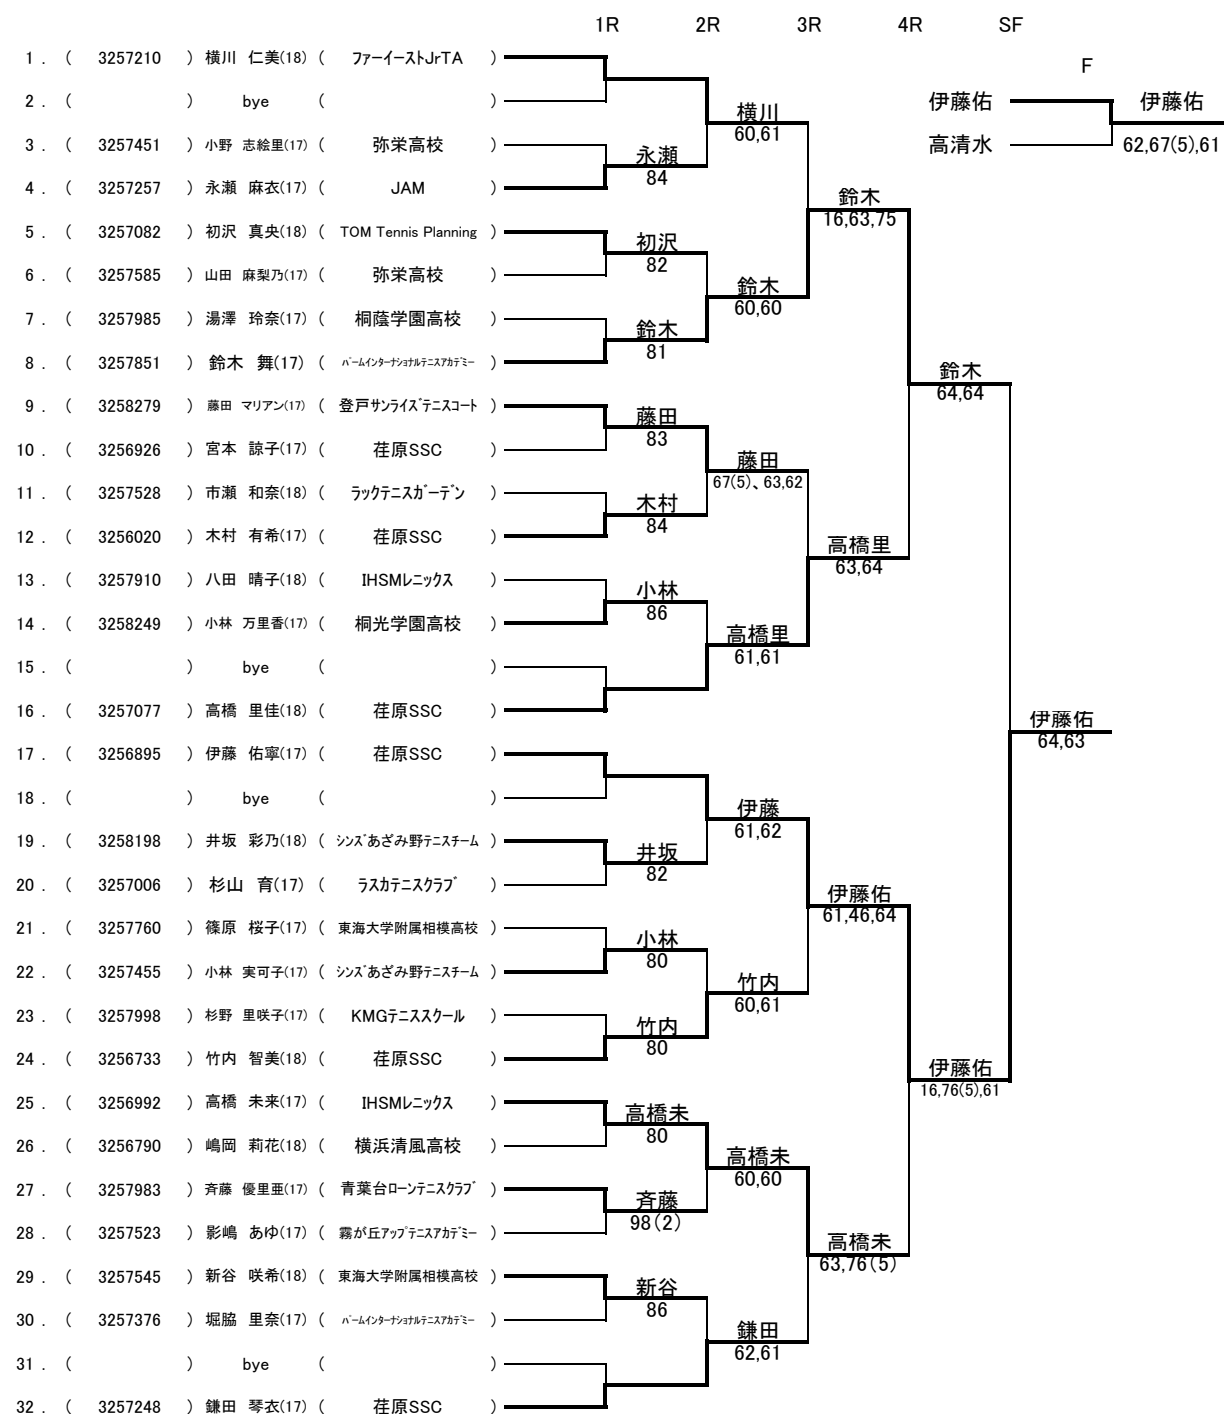 1R 2R 3R 4R SF
F
伊藤佑 伊藤佑
高清水 62,67(5),61
1 . ( 3257210 ) 横川 仁美(18) ( ファーイーストJrTA )
2 . ( ) bye ( )
3 . ( 3257451 ) 小野 志絵里(17) ( 弥栄高校 )
4 . ( 3257257 ) 永瀬 麻衣(17) ( JAM )
5 . ( 3257082 ) 初沢 真央(18) ( TOM Tennis Planning )
6 . ( 3257585 ) 山田 麻梨乃(17) ( 弥栄高校 )
7 . ( 3257985 ) 湯澤 玲奈(17) ( 桐蔭学園高校 )
8 . ( 3257851 ) 鈴木 舞(17) ( パームインターナショナルテニスアカデミー )
9 . ( 3258279 ) 藤田 マリアン(17) ( 登戸サンライズテニスコート )
10 . ( 3256926 ) 宮本 諒子(17) ( 荏原SSC )
11 . ( 3257528 ) 市瀬 和奈(18) ( ラックテニスガーデン )
12 . ( 3256020 ) 木村 有希(17) ( 荏原SSC )
13 . ( 3257910 ) 八田 晴子(18) ( IHSMレニックス )
14 . ( 3258249 ) 小林 万里香(17) ( 桐光学園高校 )
15 . ( ) bye ( )
16 . ( 3257077 ) 高橋 里佳(18) ( 荏原SSC )
17 . ( 3256895 ) 伊藤 佑寧(17) ( 荏原SSC )
18 . ( ) bye ( )
19 . ( 3258198 ) 井坂 彩乃(18) ( シンズあざみ野テニスチーム )
20 . ( 3257006 ) 杉山 育(17) ( ラスカテニスクラブ )
21 . ( 3257760 ) 篠原 桜子(17) ( 東海大学附属相模高校 )
22 . ( 3257455 ) 小林 実可子(17) ( シンズあざみ野テニスチーム )
23 . ( 3257998 ) 杉野 里咲子(17) ( KMGテニススクール )
24 . ( 3256733 ) 竹内 智美(18) ( 荏原SSC )
25 . ( 3256992 ) 高橋 未来(17) ( IHSMレニックス )
26 . ( 3256790 ) 嶋岡 莉花(18) ( 横浜清風高校 )
27 . ( 3257983 ) 斉藤 優里亜(17) ( 青葉台ローンテニスクラブ )
28 . ( 3257523 ) 影嶋 あゆ(17) ( 霧が丘アップテニスアカデミー )
29 . ( 3257545 ) 新谷 咲希(18) ( 東海大学附属相模高校 )
30 . ( 3257376 ) 堀脇 里奈(17) ( パームインターナショナルテニスアカデミー )
31 . ( ) bye ( )
32 . ( 3257248 ) 鎌田 琴衣(17) ( 荏原SSC )
永瀬
84
初沢
82
鈴木
81
藤田
83
木村
84
小林
86
井坂
82
小林
80
竹内
80
高橋未
80
斉藤
98(2)
新谷
86
横川
60,61
鈴木
60,60
藤田
67(5)、63,62
高橋里
61,61
伊藤
61,62
竹内
60,61
高橋未
60,60
鎌田
62,61
鈴木
16,63,75
高橋里
63,64
伊藤佑
61,46,64
高橋未
63,76(5)
鈴木
64,64
伊藤佑
16,76(5),61
伊藤佑
64,63